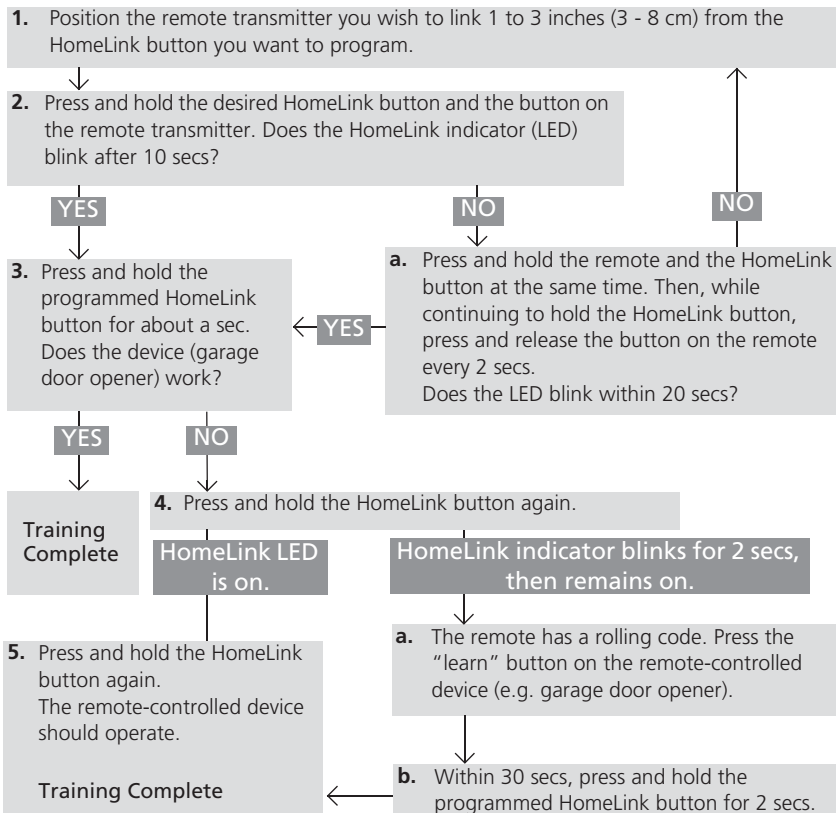 1. Position the remote transmitter you wish to link 1 to 3 inches (3 - 8 cm) from the
HomeLink button you want to program.
2. Press and hold the desired HomeLink button and the button on
the remote transmitter. Does the HomeLink indicator (LED)
blink after 10 secs?
YES
NO
NO
3. Press and hold the
programmed HomeLink
button for about a sec.
Does the device (garage
door opener) work?
YES
a. Press and hold the remote and the HomeLink
button at the same time. Then, while
continuing to hold the HomeLink button,
press and release the button on the remote
every 2 secs.
Does the LED blink within 20 secs?
YES
NO
Training
Complete
4. Press and hold the HomeLink button again.
HomeLink LED
is on.
HomeLink indicator blinks for 2 secs,
then remains on.
5. Press and hold the HomeLink
button again.
The remote-controlled device
should operate.
Training Complete
a. The remote has a rolling code. Press the
“learn” button on the remote-controlled
device (e.g. garage door opener).
b. Within 30 secs, press and hold the
programmed HomeLink button for 2 secs.